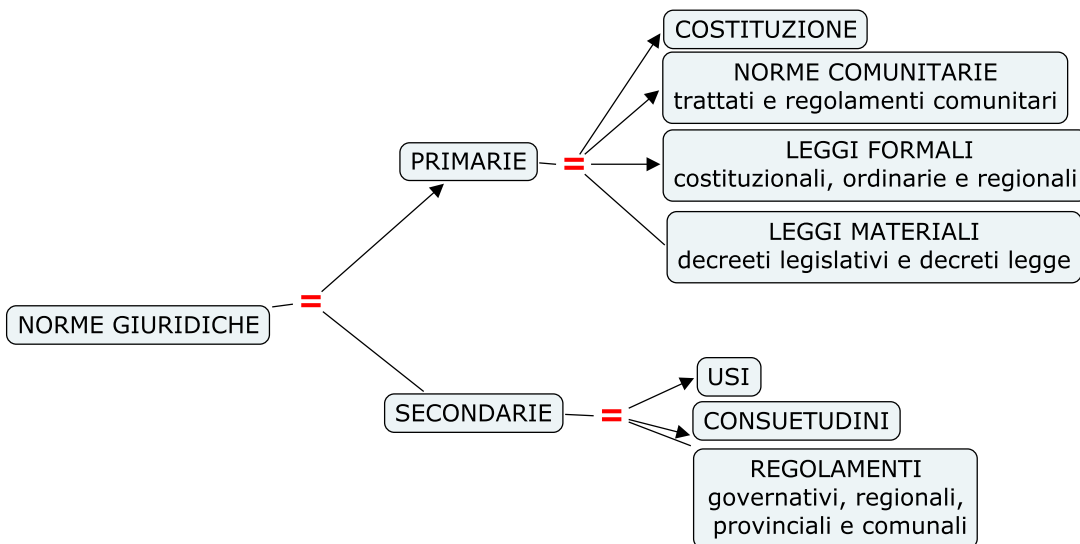 COSTITUZIONE
NORME COMUNITARIE
trattati e regolamenti comunitari
PRIMARIE
=
LEGGI FORMALI
costituzionali, ordinarie e regionali
LEGGI MATERIALI
decreeti legislativi e decreti legge
NORME GIURIDICHE
=
SECONDARIE
=
USI
CONSUETUDINI
REGOLAMENTI
governativi, regionali,
provinciali e comunali